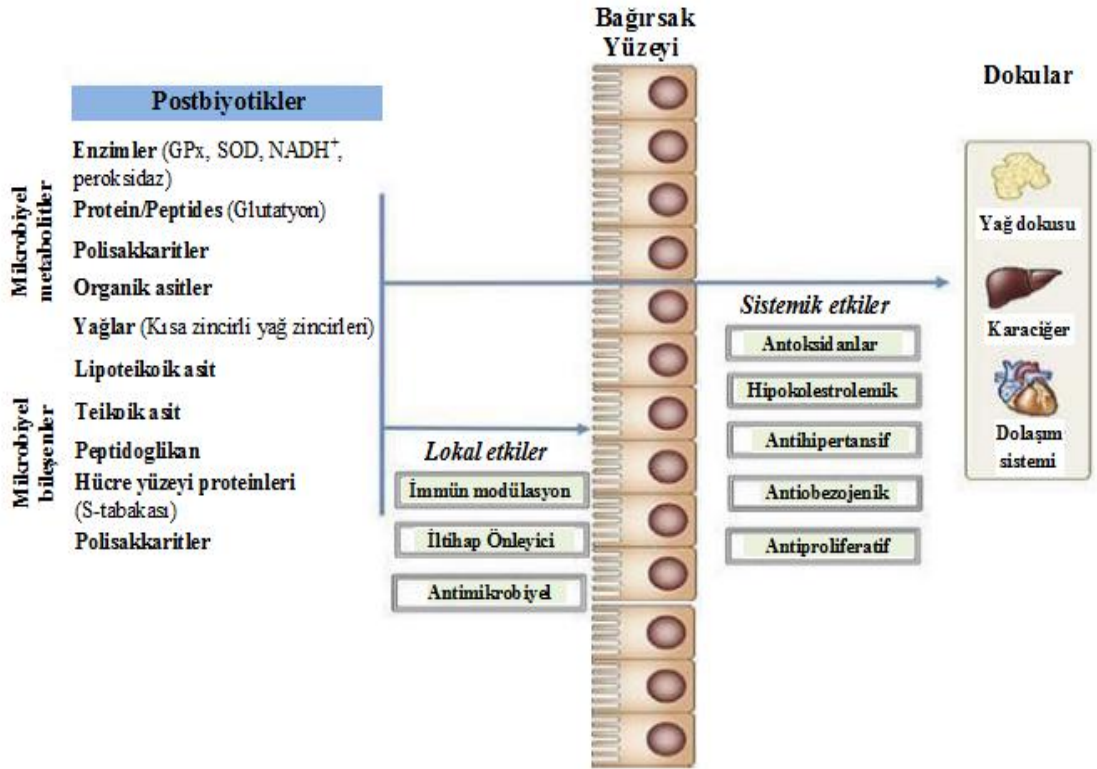 Bağırsak
Yüzeyi
Dokular
Postbiyotikler
Mikrobiyel
metabolitler
Enzimler (GPx, SOD, NADH⁺,
peroksidaz)
Protein/Peptides (Glutatyon)
Polisakkaritler
Organik asitler
Yağlar (Kısa zincirli yağ zincirleri)
Mikrobiyel
bileşenler
Lipoteikoik asit
Teikoik asit
Peptidoglikan
Hücre yüzeyi proteinleri
(S-tabakası)
Polisakkaritler
Lokal etkiler
İmmün modülasyon
İltihap Önleyici
Antimikrobiyel
Sistemik etkiler
Antoksidanlar
Hipokolestrolemik
Antihipertansif
Antiobezojenik
Antiproliferatif
Yağ dokusu
Karaciğer
Dolaşım
sistemi